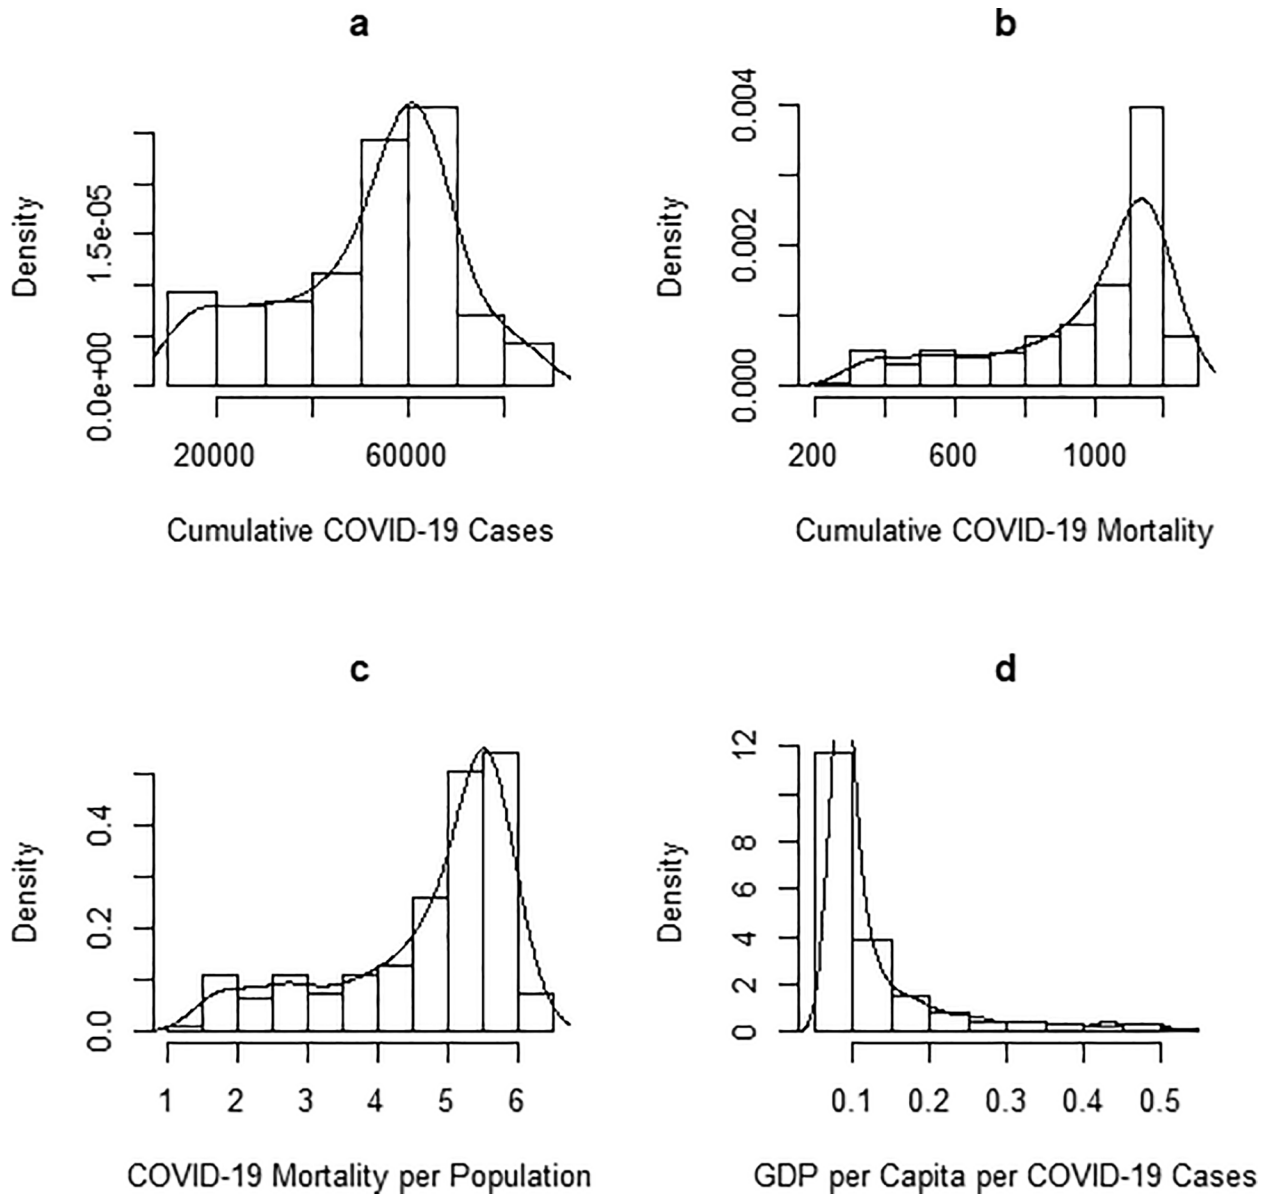 a
Density
0.0e+00
1.5e-05
20000
60000
Cumulative COVID-19 Cases
b
Density
0.000
0.002
0.004
200
600
1000
Cumulative COVID-19 Mortality
c
Density
0.0
0.2
0.4
1 2 3 4 5 6
COVID-19 Mortality per Population
d
Density
12
8
6
4
2
0
0.1 0.2 0.3 0.4 0.5
GDP per Capita per COVID-19 Cases